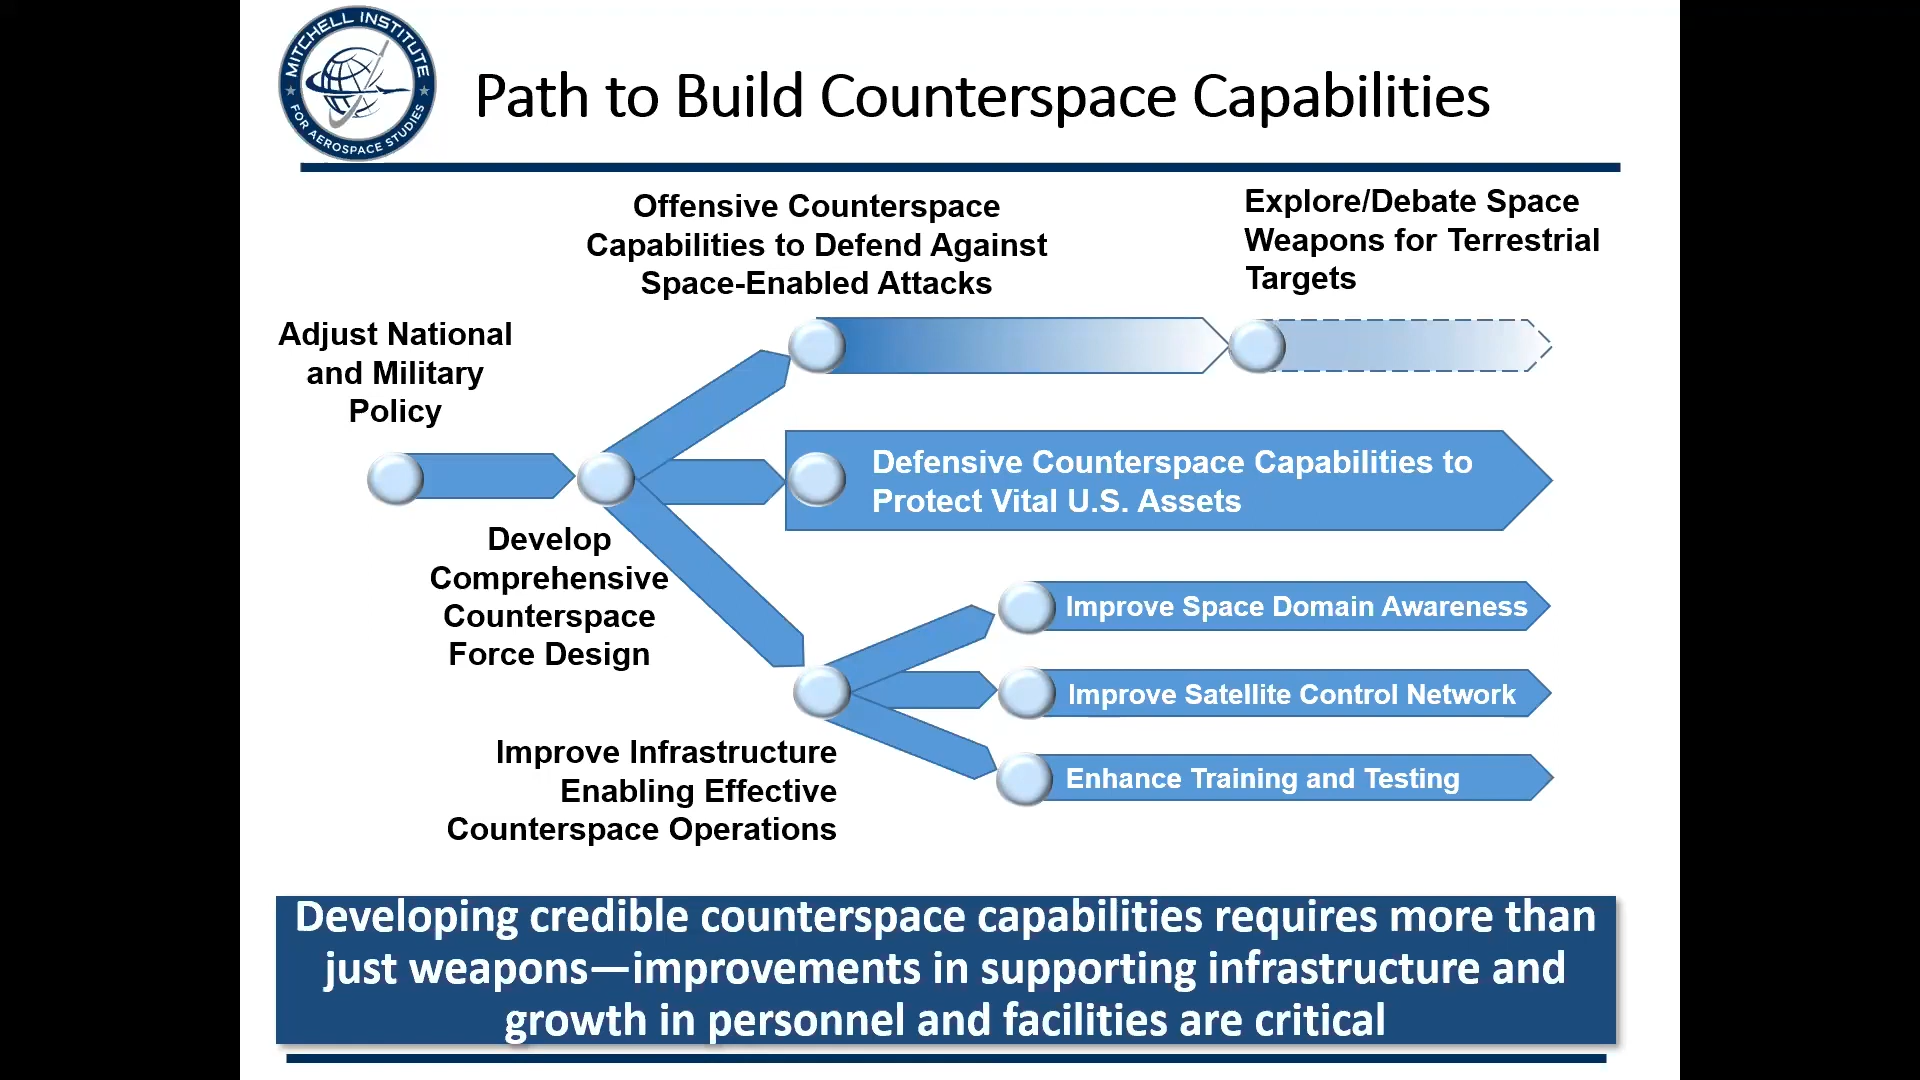 MITCHELL INSTITUTE
FOR AEROSPACE STUDIES
Path to Build Counterspace Capabilities
Offensive Counterspace
Capabilities to Defend Against
Space-Enabled Attacks
Explore/Debate Space
Weapons for Terrestrial
Targets
Adjust National
and Military
Policy
Defensive Counterspace Capabilities to
Protect Vital U.S. Assets
Develop
Comprehensive
Counterspace
Force Design
Improve Space Domain Awareness
Improve Satellite Control Network
Enhance Training and Testing
Improve Infrastructure
Enabling Effective
Counterspace Operations
Developing credible counterspace capabilities requires more than
just weapons—improvements in supporting infrastructure and
growth in personnel and facilities are critical